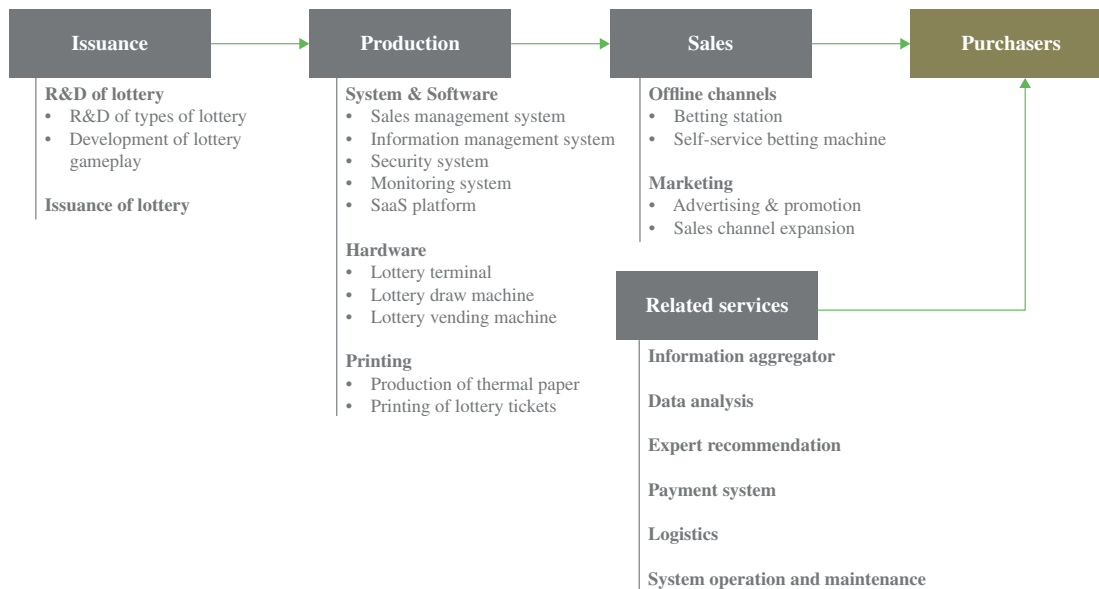 Issuance
R&D of lottery
• R&D of types of lottery
• Development of lottery
gameplay
Issuance of lottery
Production
System & Software
• Sales management system
• Information management system
• Security system
• Monitoring system
• SaaS platform
Hardware
• Lottery terminal
• Lottery draw machine
• Lottery vending machine
Printing
• Production of thermal paper
• Printing of lottery tickets
Sales
Offline channels
• Betting station
• Self-service betting machine
Marketing
• Advertising & promotion
• Sales channel expansion
Related services
Information aggregator
Data analysis
Expert recommendation
Payment system
Logistics
System operation and maintenance
Purchasers